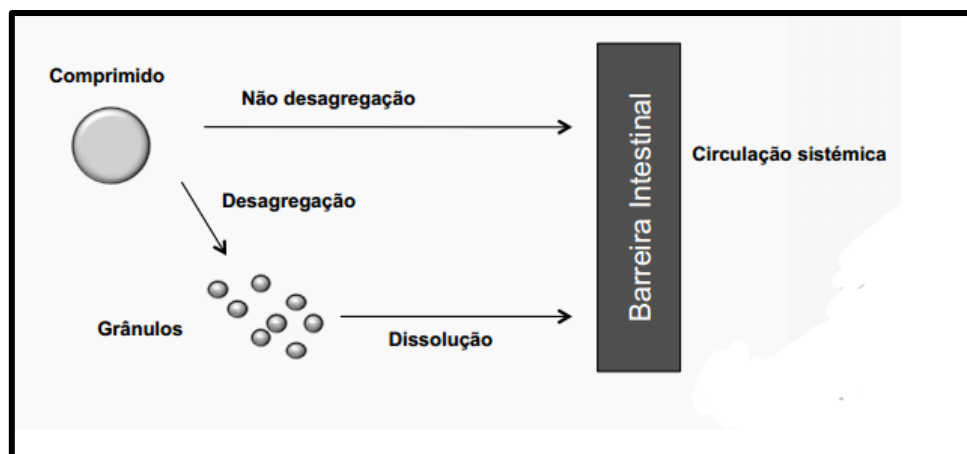 Comprimido
Não desagregação
Circulação sistémica
Desagregação
Barreira Intestinal
Grânulos
Dissolução